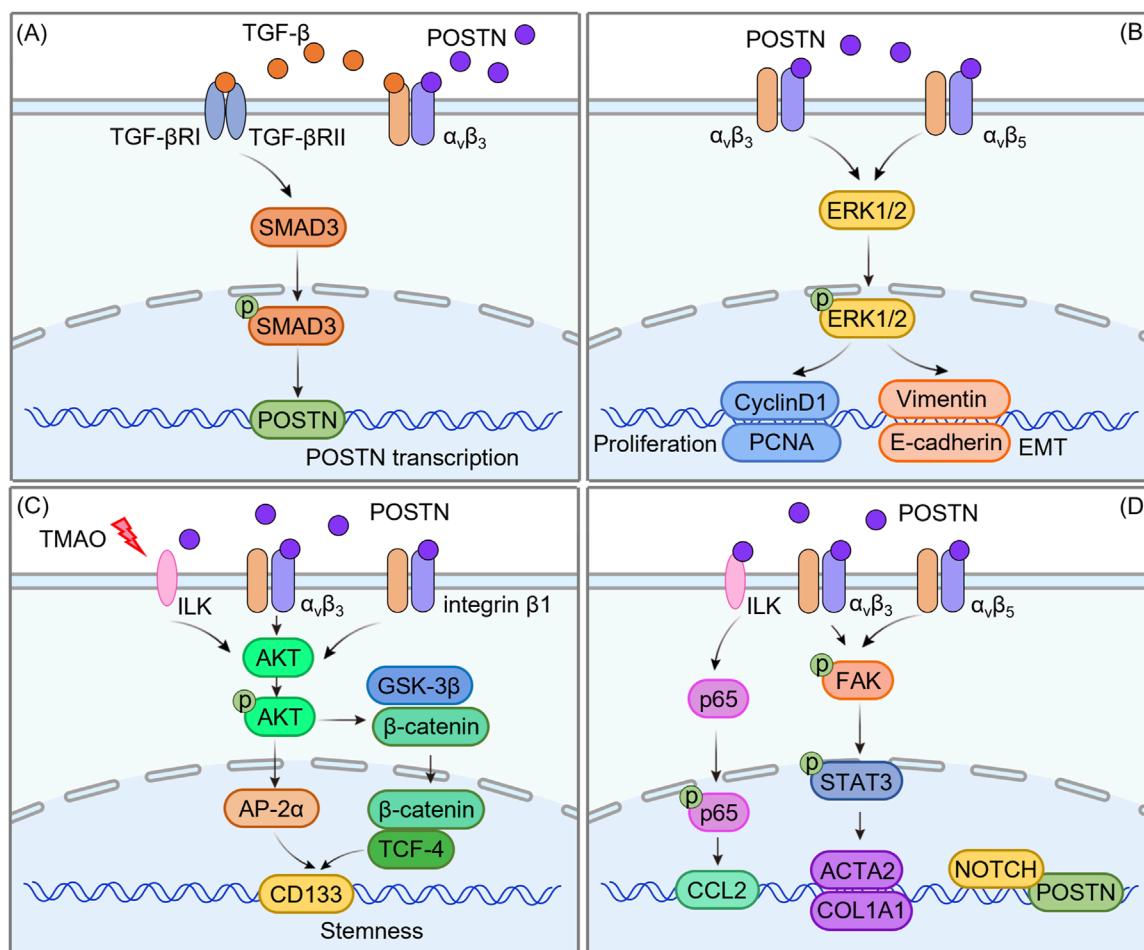 (A)
TGF-β
POSTN
TGF-βRI
TGF-βRII
αvβ3
SMAD3
p
SMAD3
POSTN
POSTN transcription
(B)
POSTN
αvβ3
αvβ5
ERK1/2
p
ERK1/2
CyclinD1
Vimentin
Proliferation
PCNA
E-cadherin
EMT
(C)
POSTN
TMAO
ILK
αvβ3
integrin β1
AKT
p
AKT
GSK-3β
β-catenin
AP-2α
β-catenin
TCF-4
CD133
Stemness
(D)
POSTN
ILK
αvβ3
αvβ5
p
FAK
p65
p
STAT3
p
p65
ACTA2
NOTCH
CCL2
COL1A1
POSTN